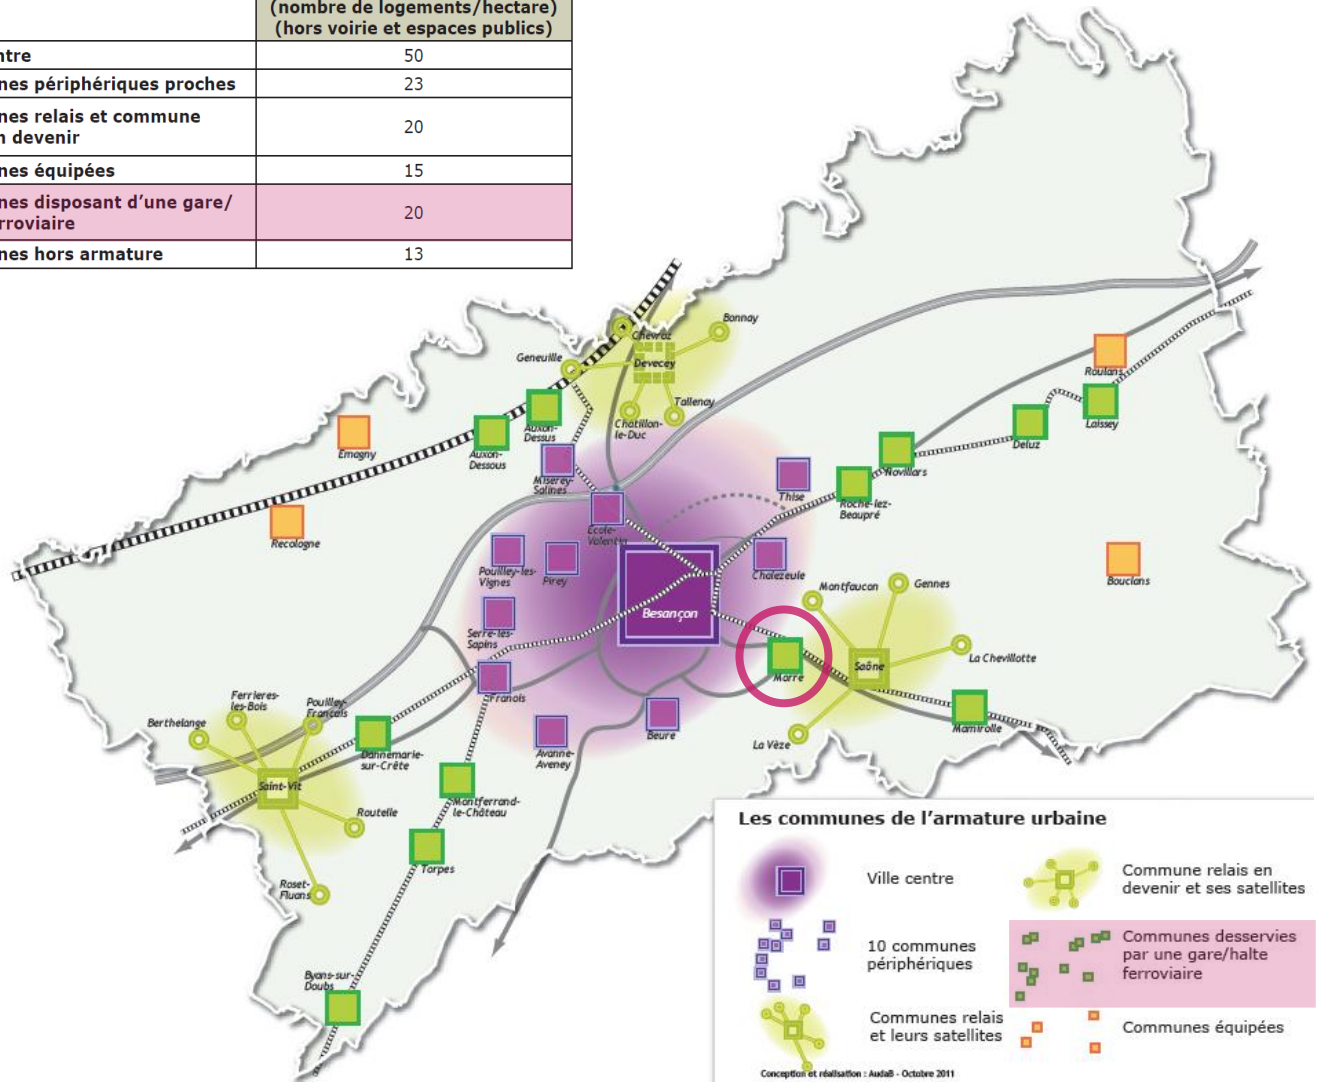 (nombre de logements/hectare)
(hors voirie et espaces publics)
ntre 50
nes périphériques proches 23
nes relais et commune
n devenir 20
nes équipées 15
nes disposant d'une gare/
rroviaire 20
nes hors armature 13
Bonnay
Chevroz
Geneuille
Devecey
Tallenay
Chatillon-
le-Duc
Auxon-
Dessus
Auxon-
Dessous
Emagny
Recologne
Miserey-
Salines
Ecole-
Valentin
Pouilley-les-
Vignes
Pirey
Serre-les-
Sapins
Franois
Avanne-
Aveney
Beure
Besançon
Thise
Chalezeule
Roche-lez-
Beaupré
Novillars
Deluz
Laissey
Roulans
Bouclans
Montfaucon
Gennes
La Chevillotte
Saône
Morre
Mamirolle
La Vèze
Ferrieres-
les-Bois
Pouilley-
Français
Berthelange
Dannemarie-
sur-Crête
Saint-Vit
Routelle
Roset-
Fluans
Montferrand-
le-Château
Torpes
Byans-sur-
Doubs
Les communes de l'armature urbaine
Ville centre
10 communes
périphériques
Communes relais
et leurs satellites
Commune relais en
devenir et ses satellites
Communes desservies
par une gare/halte
ferroviaire
Communes équipées
Conception et réalisation : AudaB - Octobre 2011